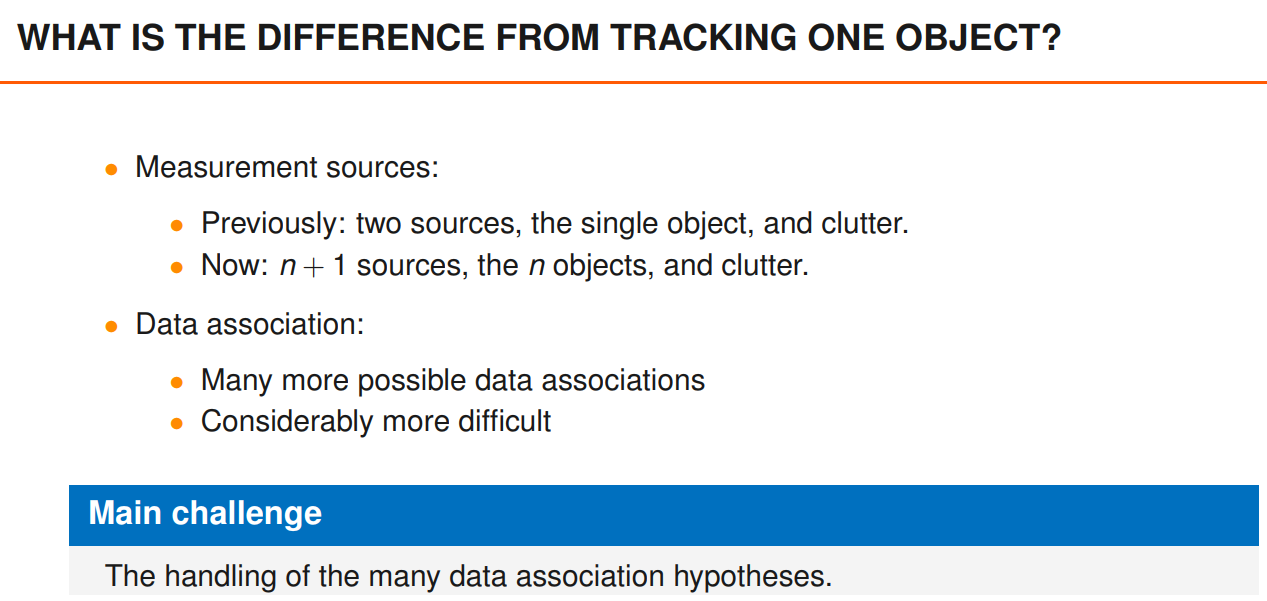 WHAT IS THE DIFFERENCE FROM TRACKING ONE OBJECT?
• Measurement sources:
• Previously: two sources, the single object, and clutter.
• Now: n + 1 sources, the n objects, and clutter.
• Data association:
• Many more possible data associations
• Considerably more difficult
Main challenge
The handling of the many data association hypotheses.